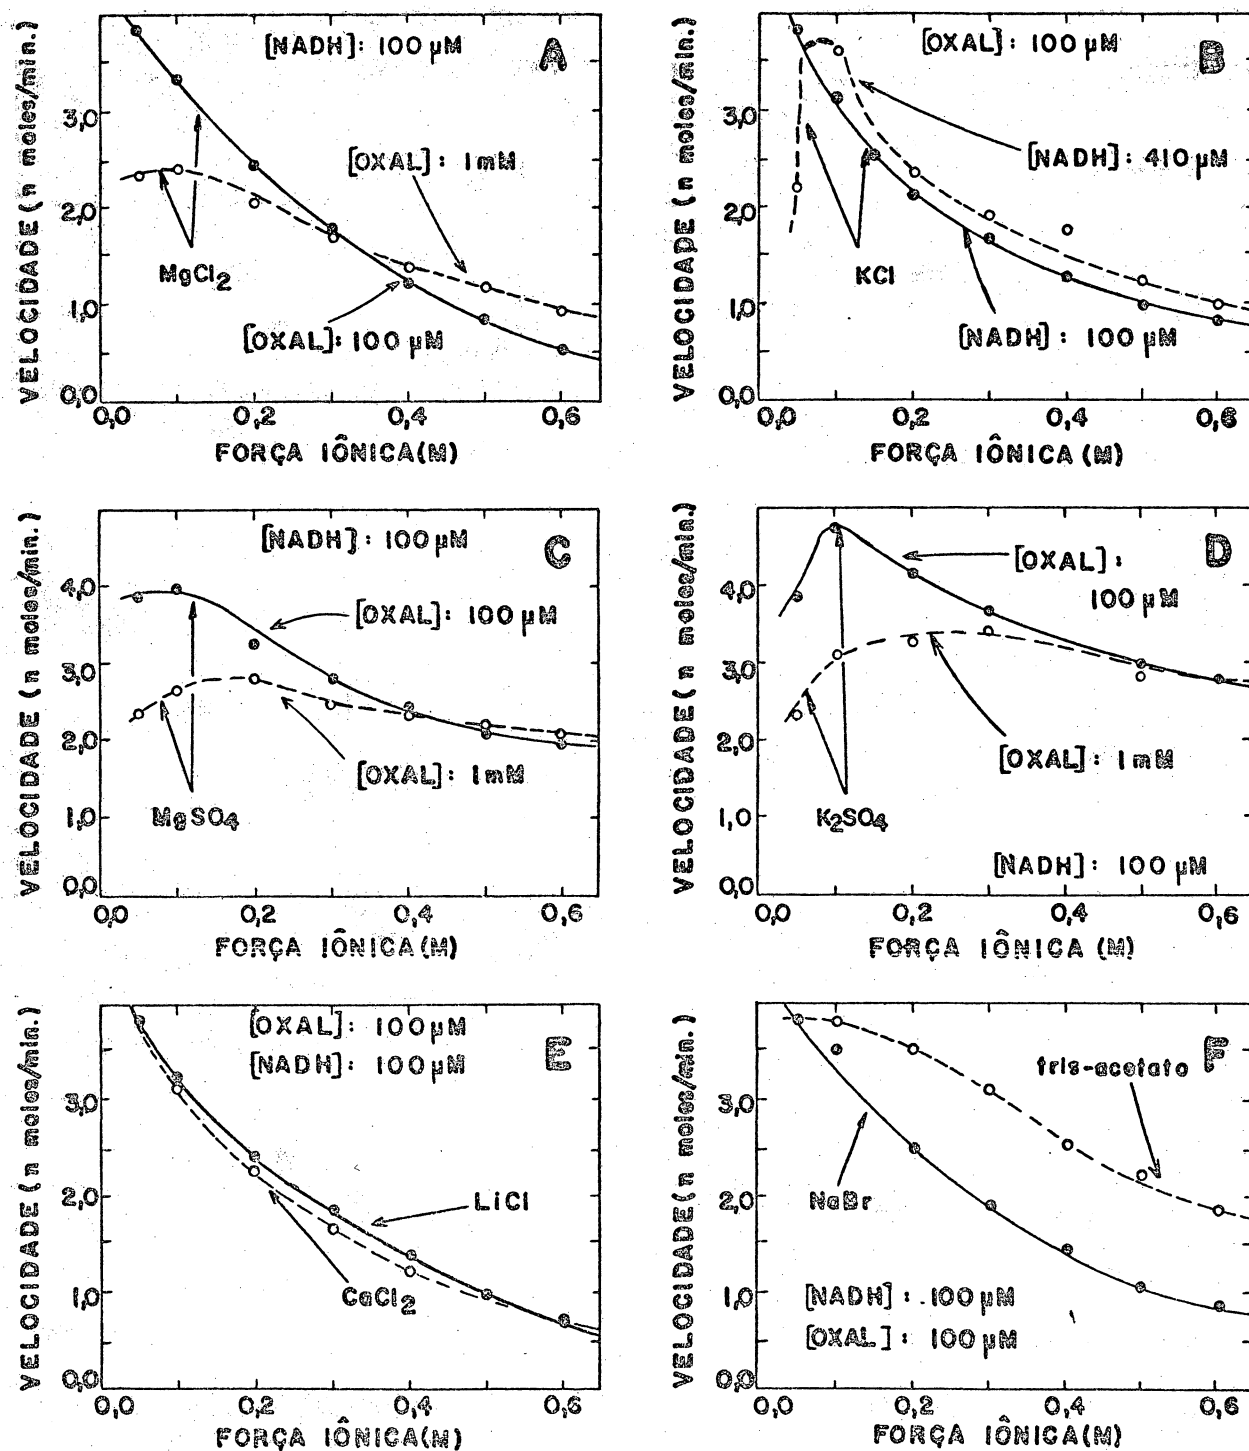 VELOCIDADE (n moles/min.)
[NADH]: 100 µM
A
3,0
[OXAL]: 1mM
2,0
MgCl2
1,0
[OXAL]: 100 µM
0,0
0,0 0,2 0,4 0,6
FORÇA IÔNICA(M)
VELOCIDADE (n moles/min.)
[OXAL]: 100 µM
B
3,0
[NADH]: 410 µM
2,0
KCl
1,0
[NADH]: 100 µM
0,0
0,0 0,2 0,4 0,6
FORÇA IÔNICA (M)
VELOCIDADE (n moles/min.)
[NADH]: 100 µM
C
4,0
[OXAL]: 100 µM
3,0
2,0
[OXAL]: 1mM
1,0
MgSO4
0,0
0,0 0,2 0,4 0,6
FORÇA IÔNICA(M)
VELOCIDADE (n moles/min.)
D
[OXAL]:
100 µM
4,0
3,0
2,0
[OXAL]: 1mM
1,0
K2SO4
[NADH]: 100 µM
0,0
0,0 0,2 0,4 0,6
FORÇA IÔNICA (M)
VELOCIDADE (n moles/min.)
[OXAL]: 100 µM
[NADH]: 100 µM
E
3,0
2,0
LiCl
1,0
CaCl2
0,0
0,0 0,2 0,4 0,6
FORÇA IÔNICA(M)
VELOCIDADE (n moles/min.)
tris-acetato
F
3,0
2,0
NaBr
1,0
[NADH]: 100 µM
[OXAL]: 100 µM
0,0
0,0 0,2 0,4 0,6
FORÇA IÔNICA(M)